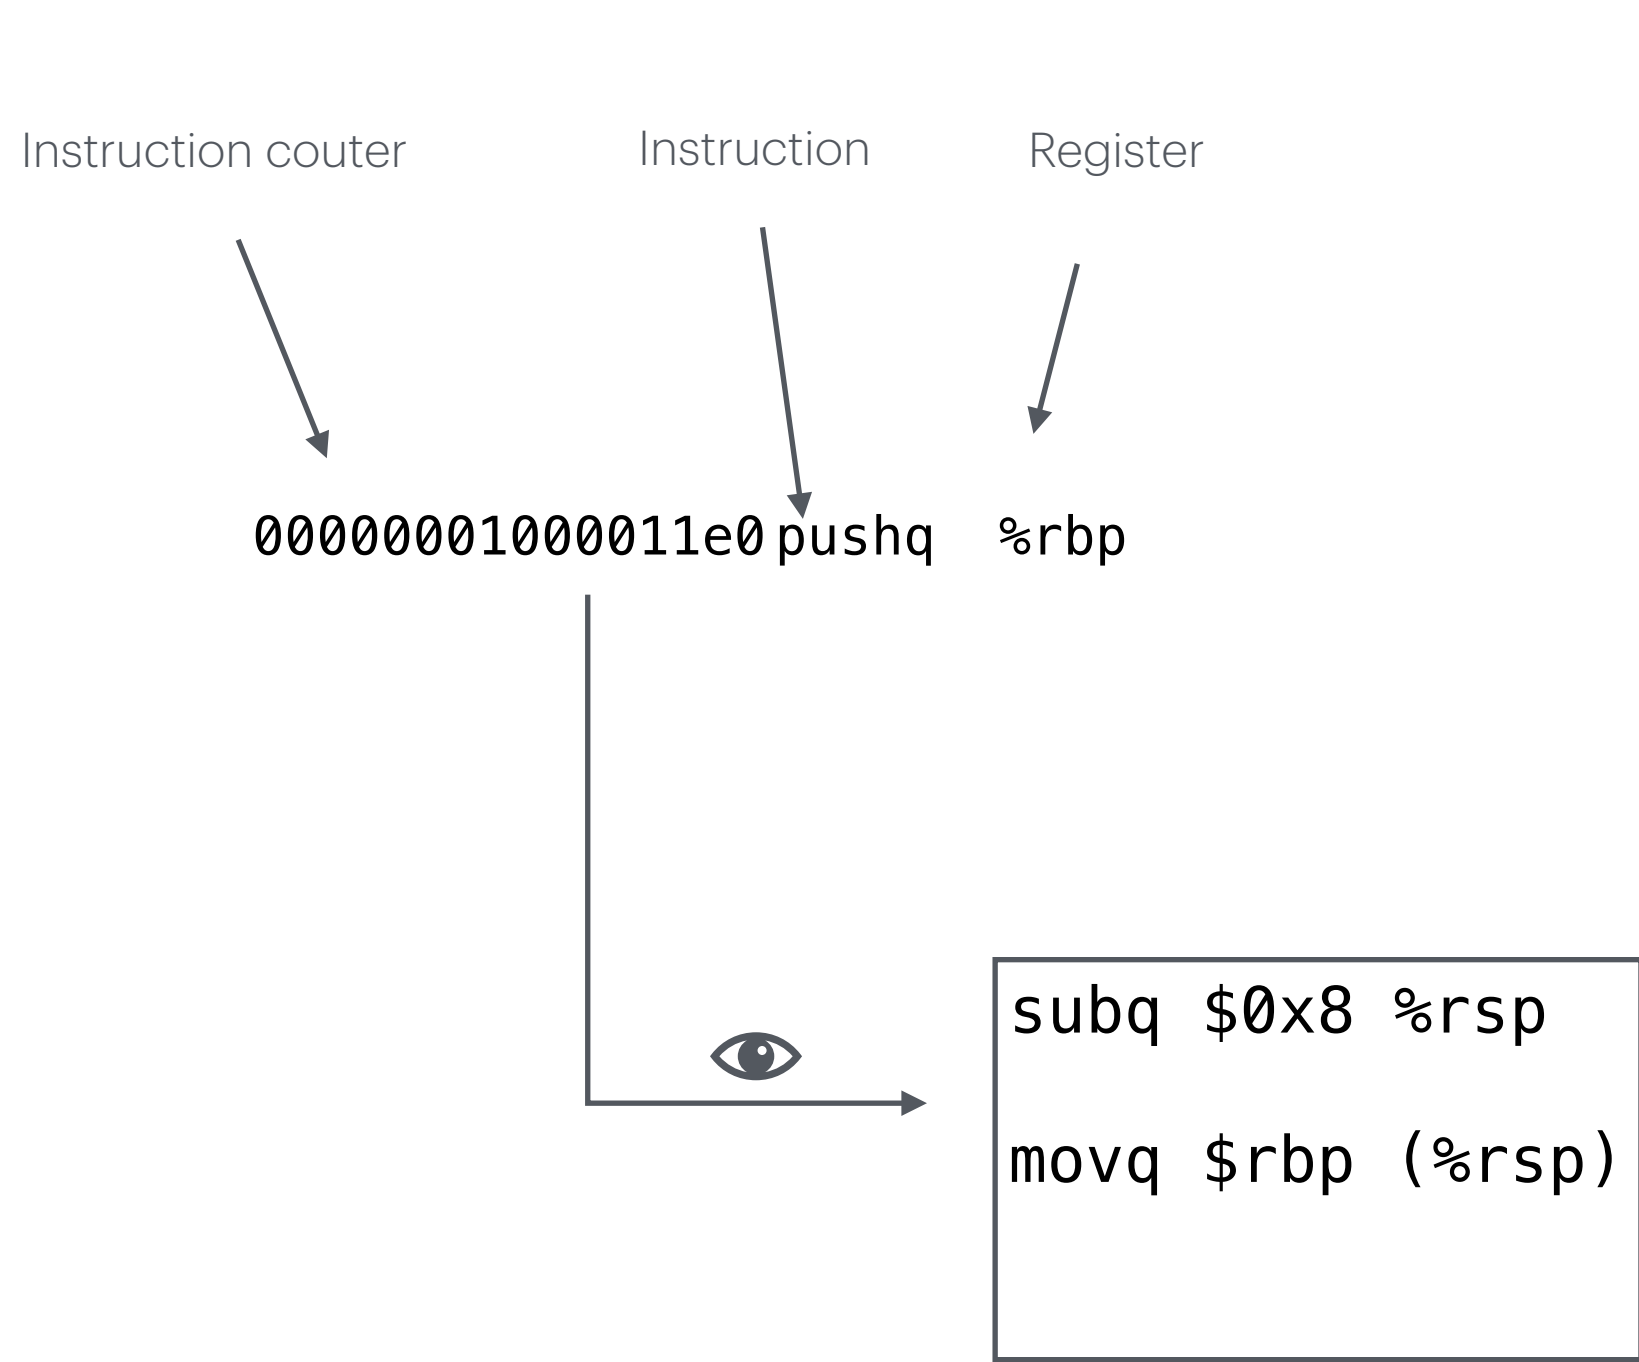 Instruction couter
Instruction
Register
00000001000011e0 pushq %rbp
subq $0x8 %rsp
movq $rbp (%rsp)